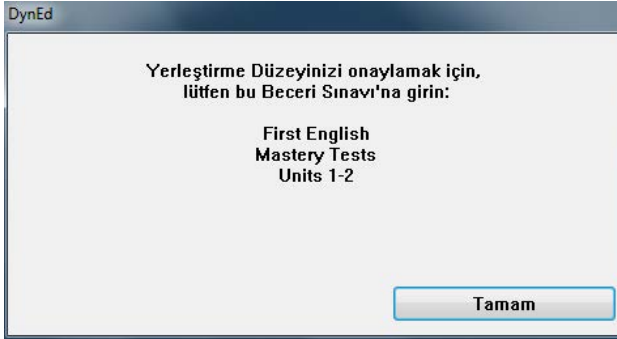 DynEd
Yerleştirme Düzeyinizi onaylamak için,
lütfen bu Beceri Sınavı'na girin:
First English
Mastery Tests
Units 1-2
Tamam